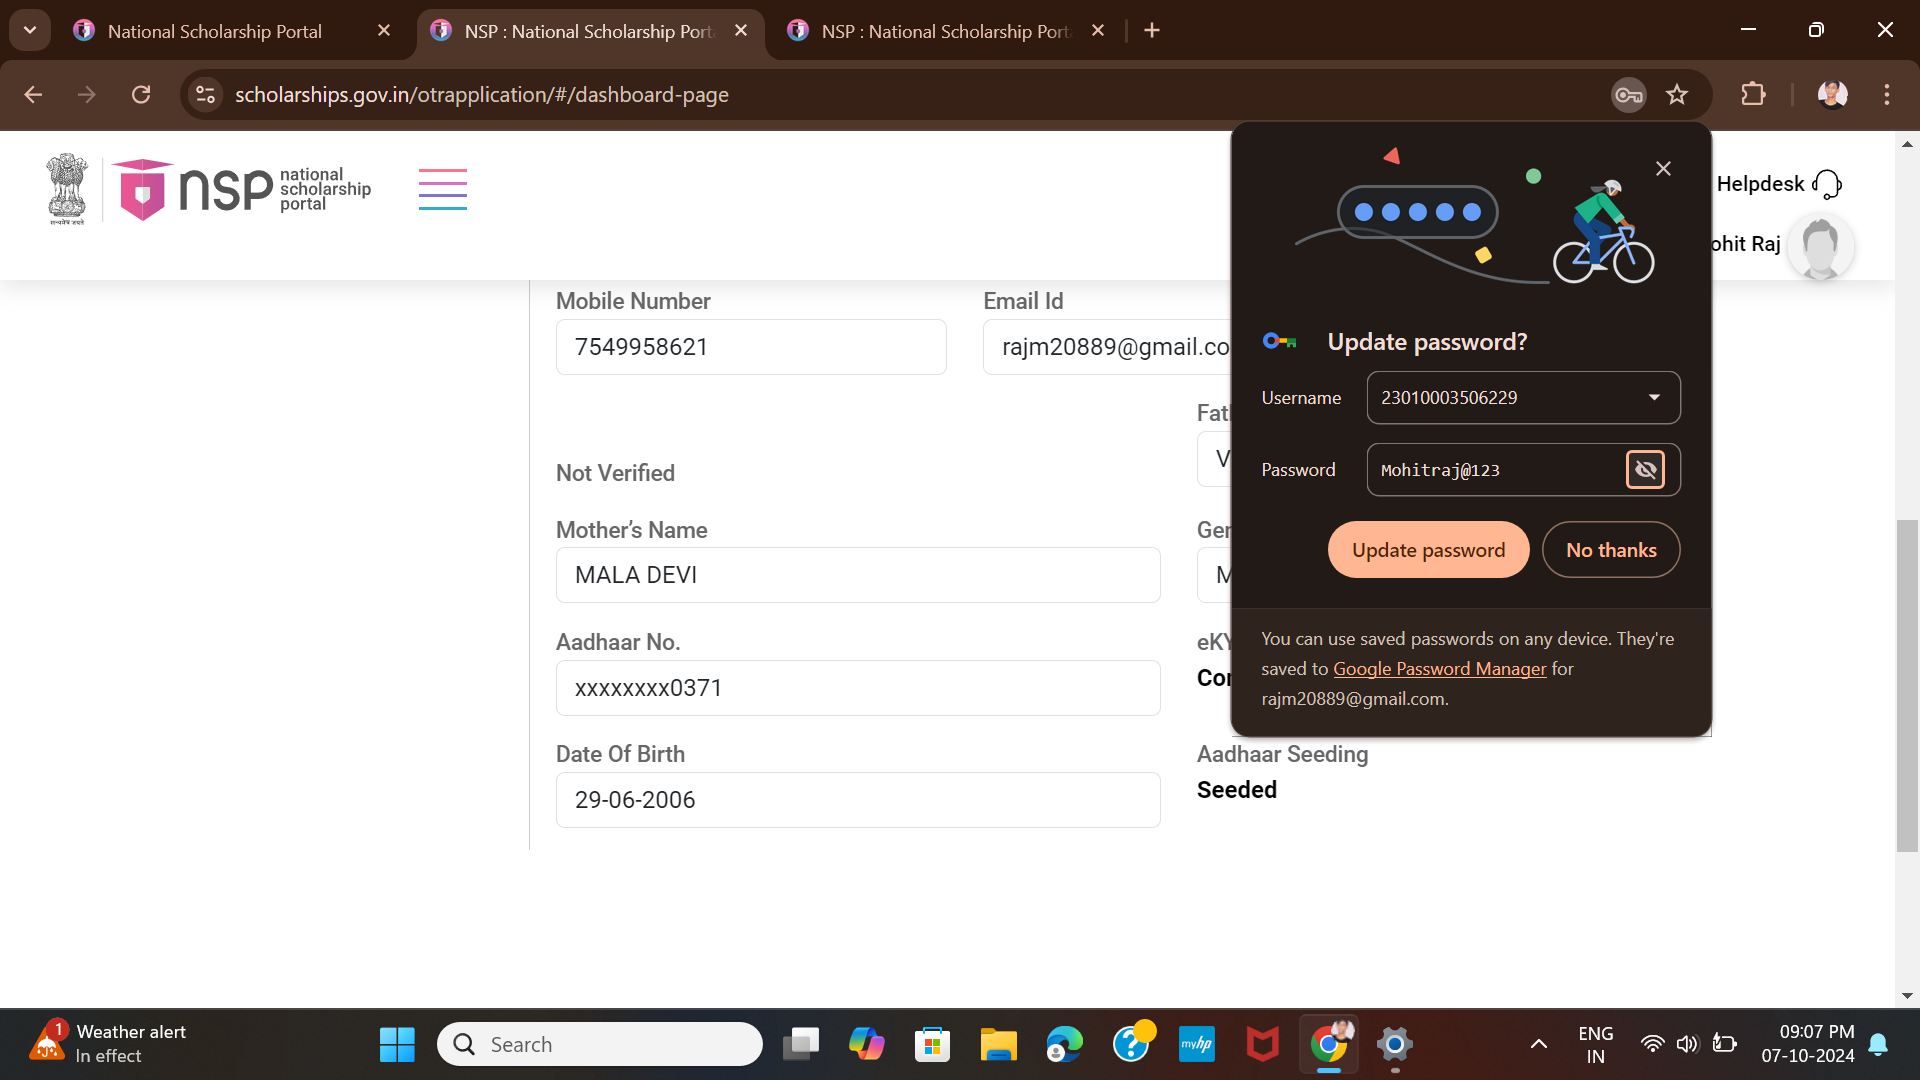 National Scholarship Portal
NSP : National Scholarship Port
NSP : National Scholarship Port
scholarships.gov.in/otrapplication/#/dashboard-page
सत्यमेव जयते
nsp national scholarship portal
Helpdesk
ohit Raj
Mobile Number
7549958621
Email Id
rajm20889@gmail.co
Fat
V
Not Verified
Mother's Name
MALA DEVI
Ger
M
Aadhaar No.
xxxxxxxx0371
eKY
Cor
Date Of Birth
29-06-2006
Aadhaar Seeding
Seeded
Update password?
Username
23010003506229
Password
Mohitraj@123
Update password
No thanks
You can use saved passwords on any device. They're
saved to Google Password Manager for
rajm20889@gmail.com.
1
Weather alert
In effect
Search
?
myhp
ENG
IN
09:07 PM
07-10-2024